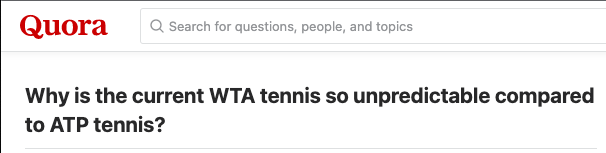 Quora
Search for questions, people, and topics
Why is the current WTA tennis so unpredictable compared
to ATP tennis?